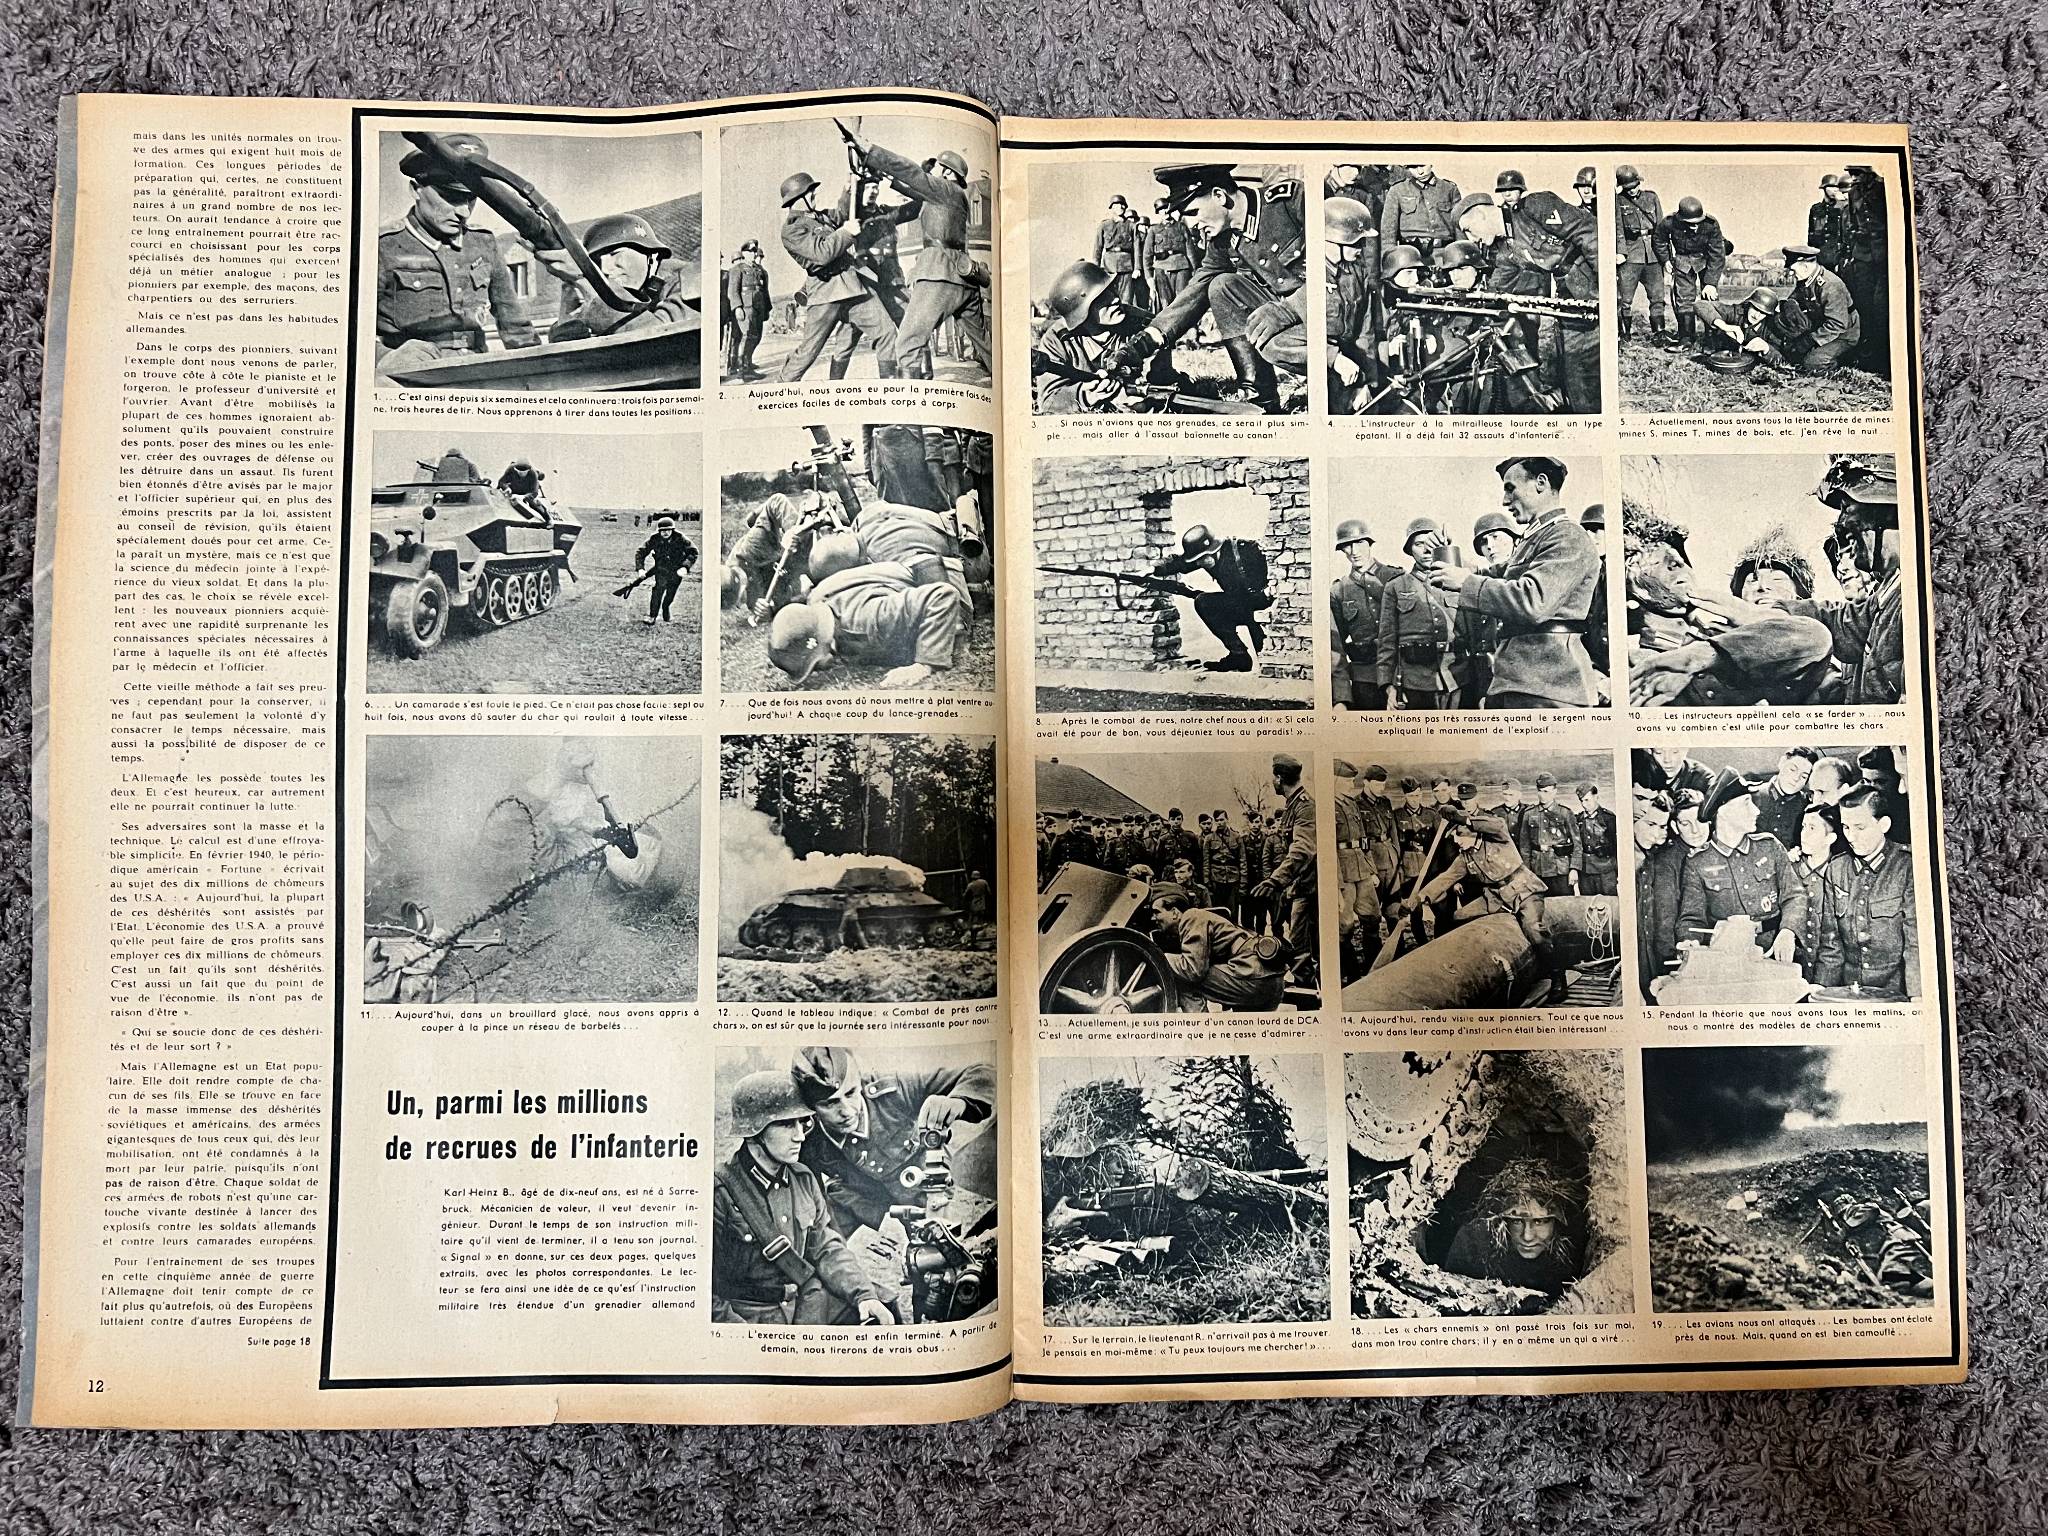 mais dans les unités normales on trou-
ve des armes qui exigent huit mois de
formation. Ces longues périodes de
préparation qui, certes, ne constituent
pas la généralité, paraîtront extraordi-
naires à un grand nombre de nos lec-
teurs. On aurait tendance à croire que
ce long entraînement pourrait être rac-
courci en choisissant pour les corps
spécialisés des hommes qui exercent
déjà un métier analogue ; pour les
pionniers par exemple, des maçons, des
charpentiers ou des serruriers.
Mais ce n'est pas dans les habitudes
allemandes.
Dans le corps des pionniers, suivant
l'exemple dont nous venons de parler,
on trouve côte à côte le pianiste et le
forgeron, le professeur d'université et
l'ouvrier. Avant d'être mobilisés la
plupart de ces hommes ignoraient ab-
solument qu'ils pouvaient construire
des ponts, poser des mines ou les enle-
ver, créer des ouvrages de défense ou
les détruire dans un assaut. Ils furent
bien étonnés d'être avisés par le major
et l'officier supérieur qui, en plus des
témoins prescrits par la loi, assistent
au conseil de révision, qu'ils étaient
spécialement doués pour cet arme. Ce-
la paraît un mystère, mais ce n'est que
la science du médecin jointe à l'expé-
rience du vieux soldat. Et dans la plu-
part des cas, le choix se révèle excel-
lent : les nouveaux pionniers acquiè-
rent avec une rapidité surprenante les
connaissances spéciales nécessaires à
l'arme à laquelle ils ont été affectés
par le médecin et l'officier.
Cette vieille méthode a fait ses preu-
ves ; cependant pour la conserver, il
ne faut pas seulement la volonté d'y
consacrer le temps nécessaire, mais
aussi la possibilité de disposer de ce
temps.
L'Allemagne les possède toutes les
deux. Et c'est heureux, car autrement
elle ne pourrait continuer la lutte.
Ses adversaires sont la masse et la
technique. Le calcul est d'une effroya-
ble simplicité. En février 1940, le pério-
dique américain « Fortune » écrivait
au sujet des dix millions de chômeurs
des U.S.A. : « Aujourd'hui, la plupart
de ces déshérités sont assistés par
l'Etat. L'économie des U.S.A. a prouvé
qu'elle peut faire de gros profits sans
employer ces dix millions de chômeurs.
C'est un fait qu'ils sont déshérités.
C'est aussi un fait que du point de
vue de l'économie, ils n'ont pas de
raison d'être ».
« Qui se soucie donc de ces déshéri-
tés et de leur sort ? »
Mais l'Allemagne est un Etat popu-
laire. Elle doit rendre compte de cha-
cun de ses fils. Elle se trouve en face
de la masse immense des déshérités
soviétiques et américains, des armées
gigantesques de tous ceux qui, dès leur
mobilisation, ont été condamnés à la
mort par leur patrie, puisqu'ils n'ont
pas de raison d'être. Chaque soldat de
ces armées de robots n'est qu'une car-
touche vivante destinée à lancer des
explosifs contre les soldats allemands
et contre leurs camarades européens.
Pour l'entraînement de ses troupes
en cette cinquième année de guerre
l'Allemagne doit tenir compte de ce
fait plus qu'autrefois, où des Européens
luttaient contre d'autres Européens de
Suite page 18
12
1. ... C'est ainsi depuis six semaines et cela continuera: trois fois par semai-
ne, trois heures de tir. Nous apprenons à tirer dans toutes les positions...
2. ... Aujourd'hui, nous avons eu pour la première fois des
exercices faciles de combats corps à corps.
3. ... Si nous n'avions que nos grenades, ce serait plus sim-
ple... mais aller à l'assaut baïonnette au canon!...
4. ... L'instructeur à la mitrailleuse lourde est un type
épatant. Il a déjà fait 32 assauts d'infanterie...
5. ... Actuellement, nous avons tous la tête bourrée de mines:
mines S, mines T, mines de bois, etc. J'en rêve la nuit...
6. ... Un camarade s'est foulé le pied. Ce n'était pas chose facile: sept ou
huit fois, nous avons dû sauter du char qui roulait à toute vitesse...
7. ... Que de fois nous avons dû nous mettre à plat ventre au-
jourd'hui! A chaque coup du lance-grenades...
8. ... Après le combat de rues, notre chef nous a dit: « Si cela
avait été pour de bon, vous déjeuniez tous au paradis! »...
9. ... Nous n'étions pas très rassurés quand le sergent nous
expliquait le maniement de l'explosif...
10. ... Les instructeurs appellent cela « se farder »... nous
avons vu combien c'est utile pour combattre les chars.
11. ... Aujourd'hui, dans un brouillard glacé, nous avons appris à
couper à la pince un réseau de barbelés...
12. ... Quand le tableau indique: « Combat de près contre
chars », on est sûr que la journée sera intéressante pour nous...
13. ... Actuellement, je suis pointeur d'un canon lourd de DCA.
C'est une arme extraordinaire que je ne cesse d'admirer...
14. Aujourd'hui, rendu visite aux pionniers. Tout ce que nous
avons vu dans leur camp d'instruction était bien intéressant...
15. Pendant la théorie que nous avons tous les matins, on
nous a montré des modèles de chars ennemis...
Un, parmi les millions
de recrues de l'infanterie
Karl-Heinz B., âgé de dix-neuf ans, est né à Sarre-
bruck. Mécanicien de valeur, il veut devenir in-
génieur. Durant le temps de son instruction mili-
taire qu'il vient de terminer, il a tenu son journal.
« Signal » en donne, sur ces deux pages, quelques
extraits, avec les photos correspondantes. Le lec-
teur se fera ainsi une idée de ce qu'est l'instruction
militaire très étendue d'un grenadier allemand
16. ... L'exercice au canon est enfin terminé. A partir de
demain, nous tirerons de vrais obus...
17. ... Sur le terrain, le lieutenant R. n'arrivait pas à me trouver.
Je pensais en moi-même: « Tu peux toujours me chercher! »...
18. ... Les « chars ennemis » ont passé trois fois sur moi,
dans mon trou contre chars; il y en a même un qui a viré...
19. ... Les avions nous ont attaqués... Les bombes ont éclaté
près de nous. Mais, quand on est bien camouflé...